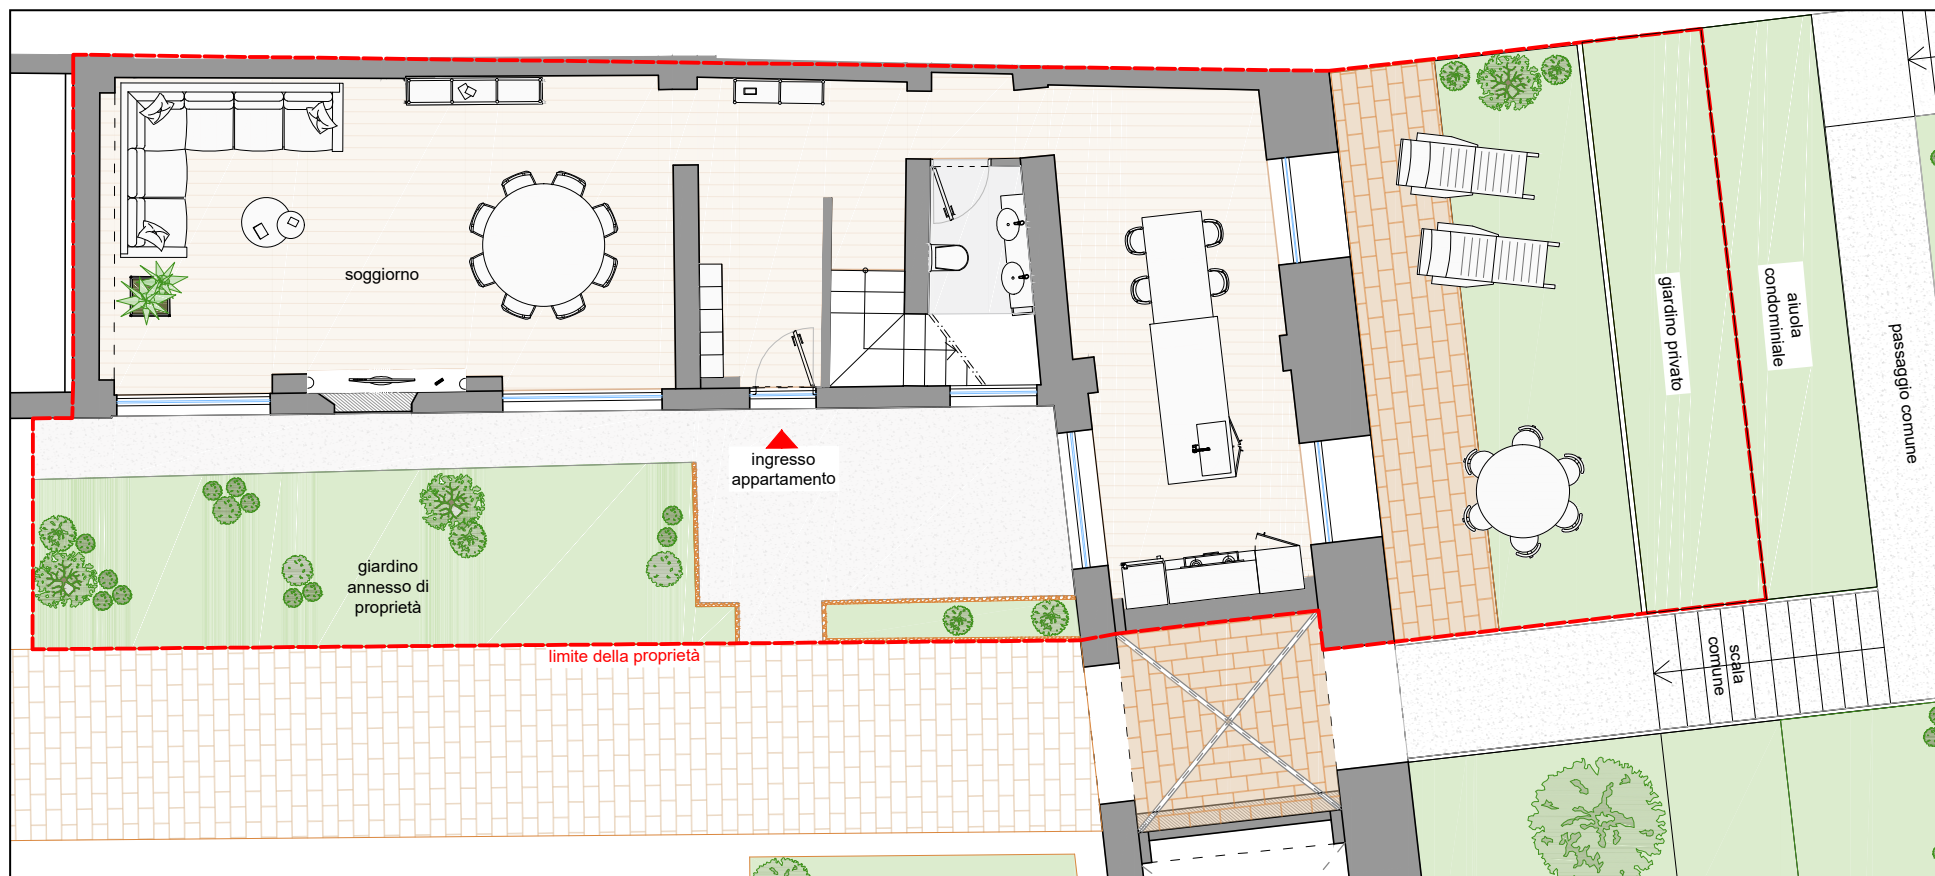 soggiorno
ingresso
appartamento
giardino
annesso di
proprietà
limite della proprietà
giardino privato
aiuola
condominiale
passaggio comune
scala
comune